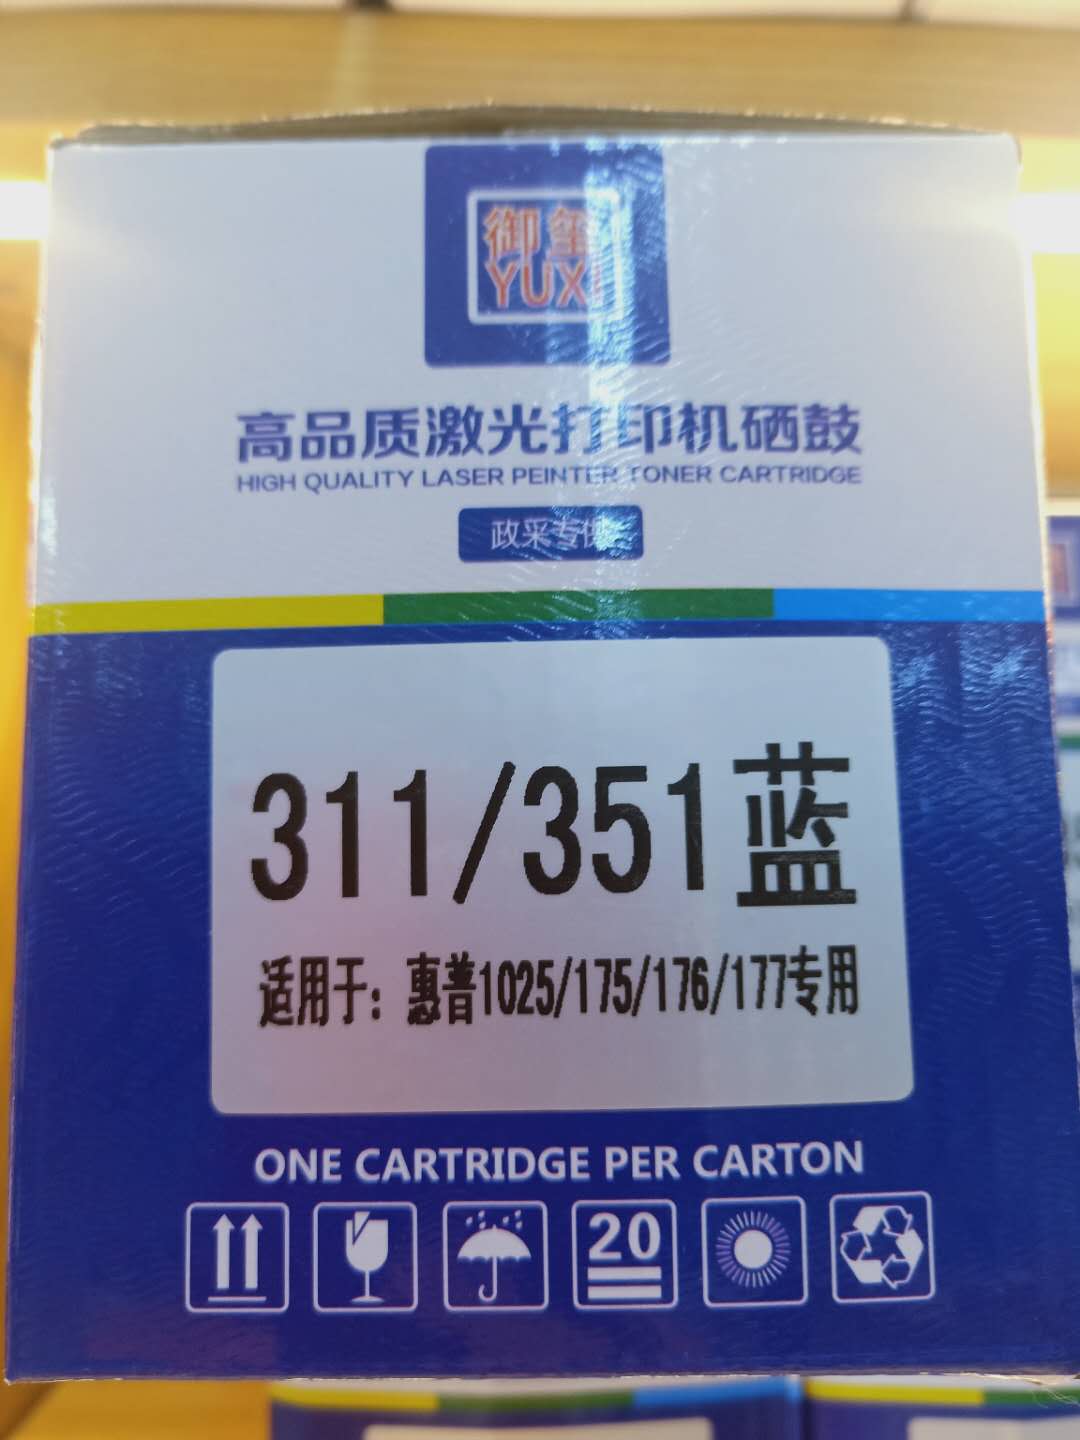 御玺
YUXI
高品质激光打印机硒鼓
HIGH QUALITY LASER PEINTER TONER CARTRIDGE
政采专供
311/351蓝
适用于：惠普1025/175/176/177专用
ONE CARTRIDGE PER CARTON
20